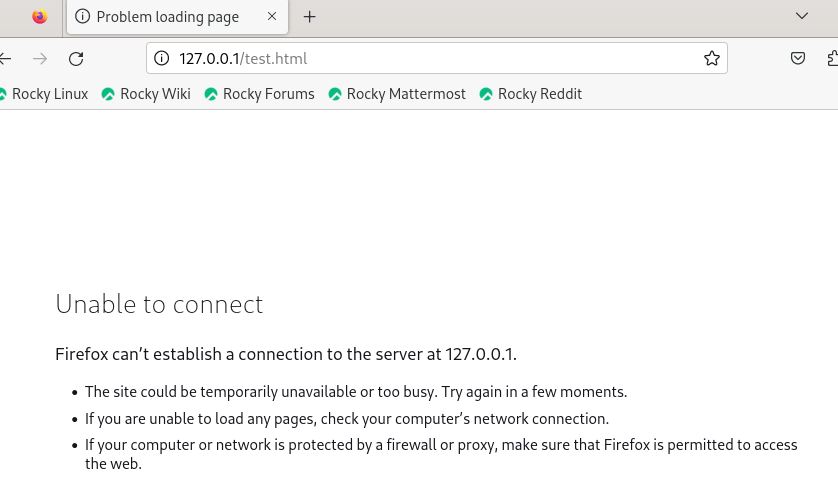 Problem loading page
127.0.0.1/test.html
Rocky Linux Rocky Wiki Rocky Forums Rocky Mattermost Rocky Reddit
Unable to connect
Firefox can’t establish a connection to the server at 127.0.0.1.
• The site could be temporarily unavailable or too busy. Try again in a few moments.
• If you are unable to load any pages, check your computer’s network connection.
• If your computer or network is protected by a firewall or proxy, make sure that Firefox is permitted to access
the web.